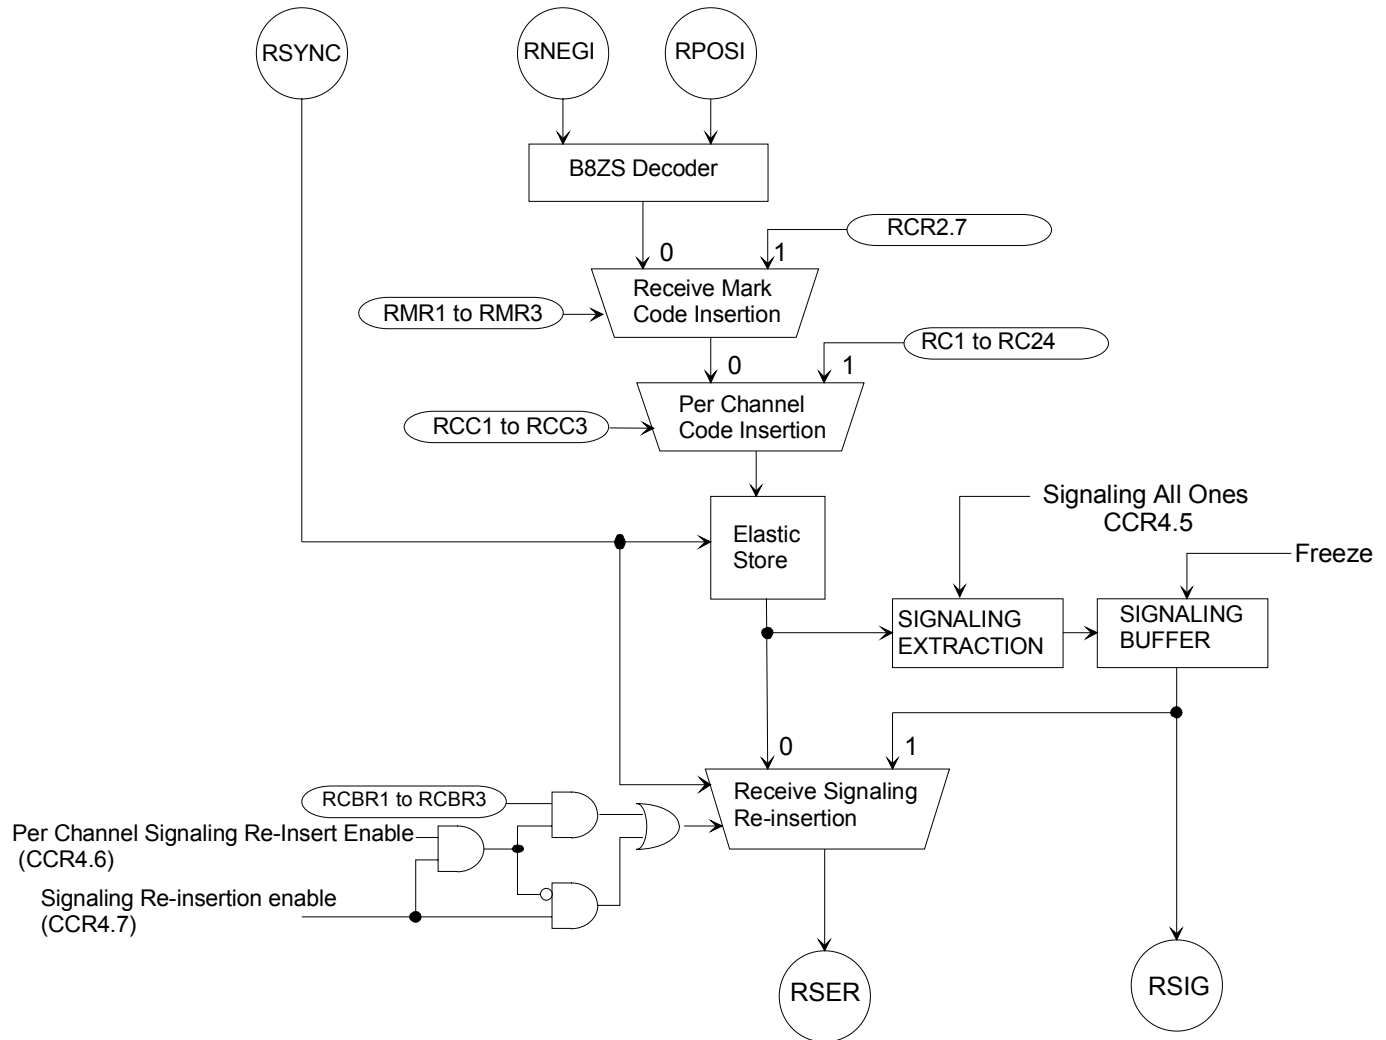 RSYNC
RNEGI
RPOSI
B8ZS Decoder
RCR2.7
0
1
Receive Mark
Code Insertion
RMR1 to RMR3
RC1 to RC24
0
1
Per Channel
Code Insertion
RCC1 to RCC3
Elastic
Store
Signaling All Ones
CCR4.5
Freeze
SIGNALING
EXTRACTION
SIGNALING
BUFFER
0
1
Receive Signaling
Re-insertion
RCBR1 to RCBR3
Per Channel Signaling Re-Insert Enable
(CCR4.6)
Signaling Re-insertion enable
(CCR4.7)
RSER
RSIG